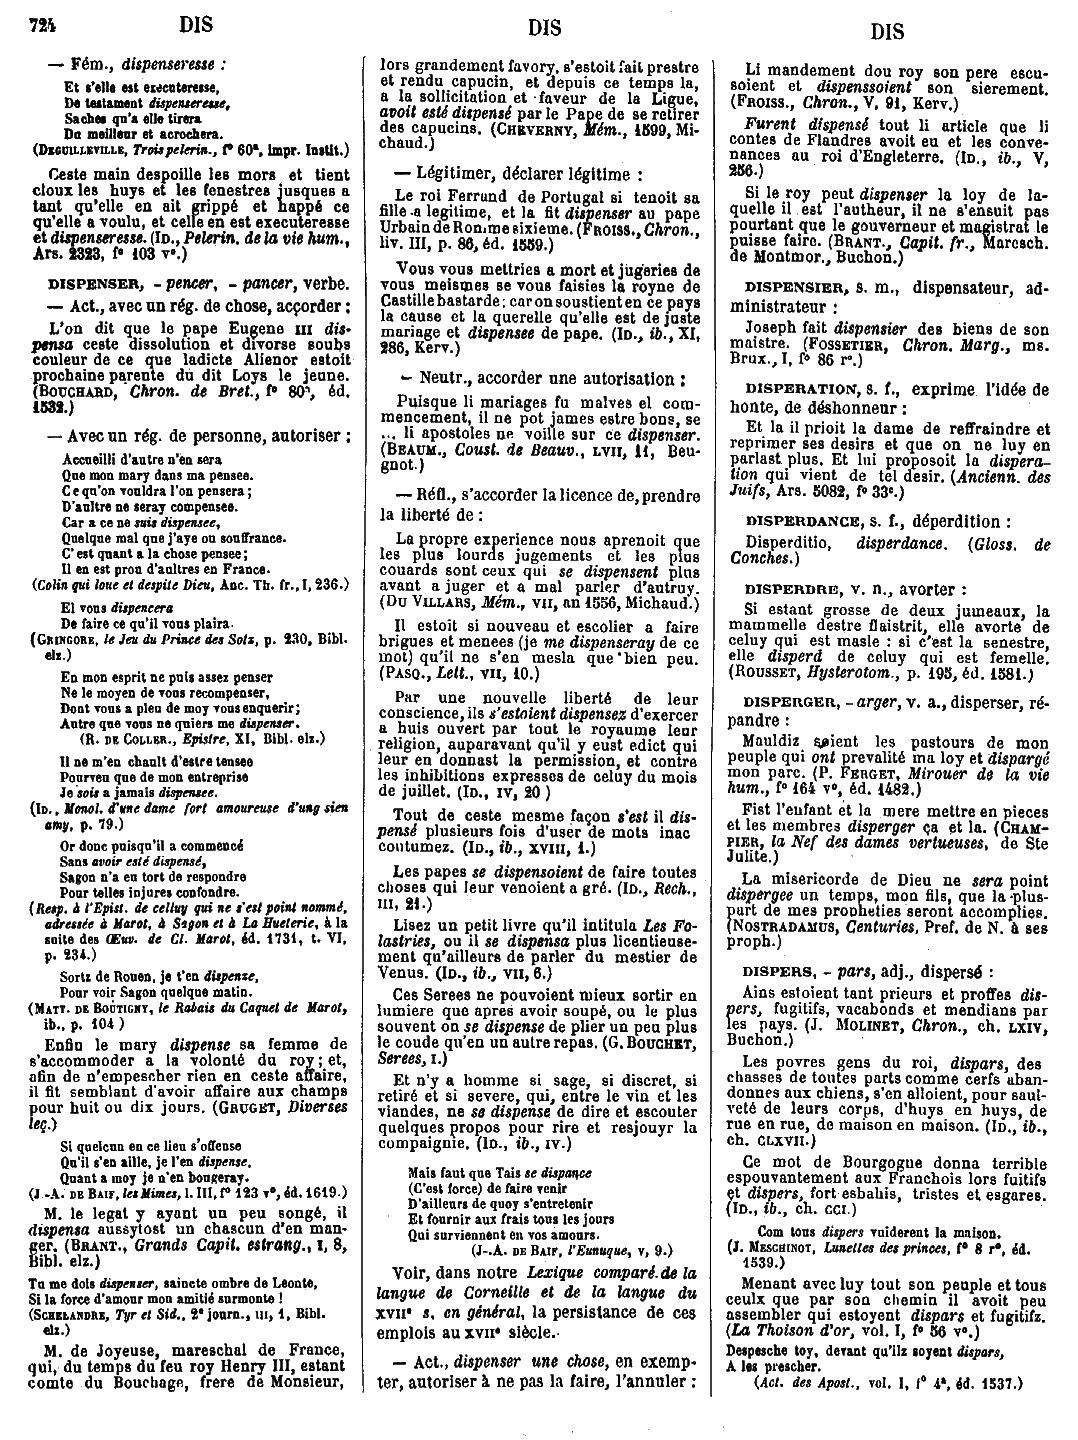 724 DIS DIS DIS
— Fém., dispenseresse :
Et s'elle est executeresse,
De testament dispenseresse,
Saches qu'a elle tirera
Du meilleur et acrochera.
(Deguilleville, Trois pelerin., f° 60ª, Impr. Instit.)
Ceste main despoille les mors et tient
cloux les huys et les fenestres jusques a
tant qu'elle en ait grippé et happé ce
qu'elle a voulu, et celle en est executeresse
et dispenseresse. (Id., Pelerin. de la vie hum.,
Ars. 2323, f° 103 v°.)
DISPENSER, - pencer, - pancer, verbe.
— Act., avec un rég. de chose, accorder :
L'on dit que le pape Eugene III dis-
pensa ceste dissolution et divorse soubs
couleur de ce que ladicte Alienor estoit
prochaine parente du dit Loys le jeune.
(Bouchard, Chron. de Bret., f° 80ᵇ, éd.
1532.)
— Avec un rég. de personne, autoriser :
Accueilli d'autre n'en sera
Que mon mary dans ma pensee.
Ce qu'on vouldra l'on pensera ;
D'aultre ne seray compensee.
Car a ce ne suis dispensee,
Quelque mal que j'aye ou souffrance.
C'est quant a la chose pensee ;
Il en est prou d'aultres en France.
(Colin qui loue et despite Dieu, Anc. Th. fr., I, 236.)
El vous dispencera
De faire ce qu'il vous plaira.
(Gringore, le Jeu du Prince des Sotz, p. 230, Bibl.
elz.)
En mon esprit ne puis assez penser
Ne le moyen de vous recompenser,
Dont vous a pleu de moy vous enquerir ;
Autre que vous ne quiers me dispenser.
(R. de Coller., Epistre, XI, Bibl. elz.)
Il ne m'en chault d'estre tensee
Pourveu que de mon entreprise
Je sois a jamais dispensee.
(Id., Monol. d'une dame fort amoureuse d'ung sien
amy, p. 79.)
Or donc puisqu'il a commencé
Sans avoir esté dispensé,
Sagon n'a en tort de respondre
Pour telles injures confondre.
(Resp. à l'Epist. de celluy qui ne s'est point nommé,
adressée à Marot, à Sagon et à La Hueterie, à la
suite des Œuv. de Cl. Marot, éd. 1731, t. VI,
p. 234.)
Sortz de Rouen, je t'en dispenze,
Pour voir Sagon quelque matin.
(Matt. de Boutigny, le Rabais du Caquet de Marot,
ib., p. 104)
Enfin le mary dispense sa femme de
s'accommoder a la volonté du roy ; et,
afin de n'empescher rien en ceste affaire,
il fit semblant d'avoir affaire aux champs
pour huit ou dix jours. (Gauget, Diverses
leç.)
Si quelcun en ce lieu s'offense
Qu'il s'en aille, je l'en dispense,
Quant a moy je n'en bougeray.
(J.-A. de Baif, les Mimes, l. III, f° 123 v°, éd. 1619.)
M. le legat y ayant un peu songé, il
dispensa aussytost un chascun d'en man-
ger. (Brant., Grands Capit. estrang., I, 8,
Bibl. elz.)
Tu me dois dispenser, saincte ombre de Leonte,
Si la force d'amour mon amitié surmonte !
(Schelandre, Tyr et Sid., 2ᵉ journ., III, 1, Bibl.
elz.)
M. de Joyeuse, mareschal de France,
qui, du temps du feu roy Henry III, estant
comte du Bouchage, frere de Monsieur,
lors grandement favory, s'estoit fait prestre
et rendu capucin, et depuis ce temps la,
a la sollicitation et faveur de la Ligue,
avoit esté dispensé par le Pape de se retirer
des capucins. (Cheverny, Mém., 1599, Mi-
chaud.)
— Légitimer, déclarer légitime :
Le roi Ferrund de Portugal si tenoit sa
fille a legitime, et la fit dispenser au pape
Urbain de Romme sixieme. (Froiss., Chron.,
liv. III, p. 86, éd. 1559.)
Vous vous mettries a mort et jugeries de
vous meismes se vous faisies la royne de
Castille bastarde ; car on soustient en ce pays
la cause et la querelle qu'elle est de juste
mariage et dispensee de pape. (Id., ib., XI,
286, Kerv.)
— Neutr., accorder une autorisation :
Puisque li mariages fu malves el com-
mencement, il ne pot james estre bons, se
... li apostoles ne voille sur ce dispenser.
(Beaum., Coust. de Beauv., LVII, 11, Beu-
gnot.)
— Réfl., s'accorder la licence de, prendre
la liberté de :
La propre experience nous aprenoit que
les plus lourds jugements et les plus
couards sont ceux qui se dispensent plus
avant a juger et a mal parler d'autruy.
(Du Villars, Mém., VII, an 1556, Michaud.)
Il estoit si nouveau et escolier a faire
brigues et menees (je me dispenseray de ce
mot) qu'il ne s'en mesla que bien peu.
(Pasq., Lett., VII, 10.)
Par une nouvelle liberté de leur
conscience, ils s'estoient dispensez d'exercer
a huis ouvert par tout le royaume leur
religion, auparavant qu'il y eust edict qui
leur en donnast la permission, et contre
les inhibitions expresses de celuy du mois
de juillet. (Id., IV, 20 )
Tout de ceste mesme façon s'est il dis-
pensé plusieurs fois d'user de mots inac
coutumez. (Id., ib., XVIII, 1.)
Les papes se dispensoient de faire toutes
choses qui leur venoient a gré. (Id., Rech.,
III, 21.)
Lisez un petit livre qu'il intitula Les Fo-
lastries, ou il se dispensa plus licentieuse-
ment qu'ailleurs de parler du mestier de
Venus. (Id., ib., VII, 6.)
Ces Serees ne pouvoient mieux sortir en
lumiere que apres avoir soupé, ou le plus
souvent on se dispense de plier un peu plus
le coude qu'en un autre repas. (G. Bouchet,
Serees, I.)
Et n'y a homme si sage, si discret, si
retiré et si severe, qui, entre le vin et les
viandes, ne se dispense de dire et escouter
quelques propos pour rire et resjouyr la
compaignie. (Id., ib., IV.)
Mais faut que Tais se dispance
(C'est force) de faire venir
D'ailleurs de quoy s'entretenir
Et fournir aux frais tous les jours
Qui surviennent en vos amours.
(J.-A. de Baif, l'Eunuque, V, 9.)
Voir, dans notre Lexique comparé de la
langue de Corneille et de la langue du
XVIIᵉ s. en général, la persistance de ces
emplois au XVIIᵉ siècle.
— Act., dispenser une chose, en exemp-
ter, autoriser à ne pas la faire, l'annuler :
Li mandement dou roy son pere escu-
soient et dispenssoient son sierement.
(Froiss., Chron., V, 91, Kerv.)
Furent dispensé tout li article que li
contes de Flandres avoit eu et les conve-
nances au roi d'Engleterre. (Id., ib., V,
256.)
Si le roy peut dispenser la loy de la-
quelle il est l'autheur, il ne s'ensuit pas
pourtant que le gouverneur et magistrat le
puisse faire. (Brant., Capit. fr., Maresch.
de Montmor., Buchon.)
DISPENSIER, s. m., dispensateur, ad-
ministrateur :
Joseph fait dispensier des biens de son
maistre. (Fossetier, Chron. Marg., ms.
Brux., I, f° 86 r°.)
DISPERATION, s. f., exprime l'idée de
honte, de déshonneur :
Et la il prioit la dame de reffraindre et
reprimer ses desirs et que on ne luy en
parlast plus. Et lui proposoit la dispera-
tion qui vient de tel desir. (Ancienn. des
Juifs, Ars. 5082, f° 33ᶜ.)
DISPERDANCE, s. f., déperdition :
Disperditio, disperdance. (Gloss. de
Conches.)
DISPERDRE, v. n., avorter :
Si estant grosse de deux jumeaux, la
mammelle destre flaistrit, elle avorte de
celuy qui est masle : si c'est la senestre,
elle disperd de celuy qui est femelle.
(Rousset, Hysterotom., p. 195, éd. 1581.)
DISPERGER, - arger, v. a., disperser, ré-
pandre :
Mauldiz soient les pastours de mon
peuple qui ont prevalité ma loy et dispargé
mon parc. (P. Ferget, Mirouer de la vie
hum., f° 164 v°, éd. 1482.)
Fist l'enfant et la mere mettre en pieces
et les membres disperger ça et la. (Cham-
pier, la Nef des dames vertueuses, de Ste
Julite.)
La misericorde de Dieu ne sera point
dispergee un temps, mon fils, que la plus-
part de mes propheties seront accomplies.
(Nostradamus, Centuries, Pref. de N. à ses
proph.)
DISPERS, - pars, adj., dispersé :
Ains estoient tant prieurs et proffes dis-
pers, fugitifs, vacabonds et mendians par
les pays. (J. Molinet, Chron., ch. LXIV,
Buchon.)
Les povres gens du roi, dispars, des
chasses de toutes parts comme cerfs aban-
donnes aux chiens, s'en alloient, pour saul-
veté de leurs corps, d'huys en huys, de
rue en rue, de maison en maison. (Id., ib.,
ch. CLXVII.)
Ce mot de Bourgogne donna terrible
espouvantement aux Franchois lors fuitifs
et dispers, fort esbahis, tristes et esgares.
(Id., ib., ch. CCI.)
Com tous dispers vuiderent la maison.
(J. Meschinot, Lunettes des princes, f° 8 r°, éd.
1539.)
Menant avec luy tout son peuple et tous
ceulx que par son chemin il avoit peu
assembler qui estoyent dispars et fugitifz.
(La Thoison d'or, vol. I, f° 56 v°.)
Despesche toy, devant qu'ilz soyent dispars,
A les prescher.
(Act. des Apost., vol. I, f° 4ª, éd. 1537.)